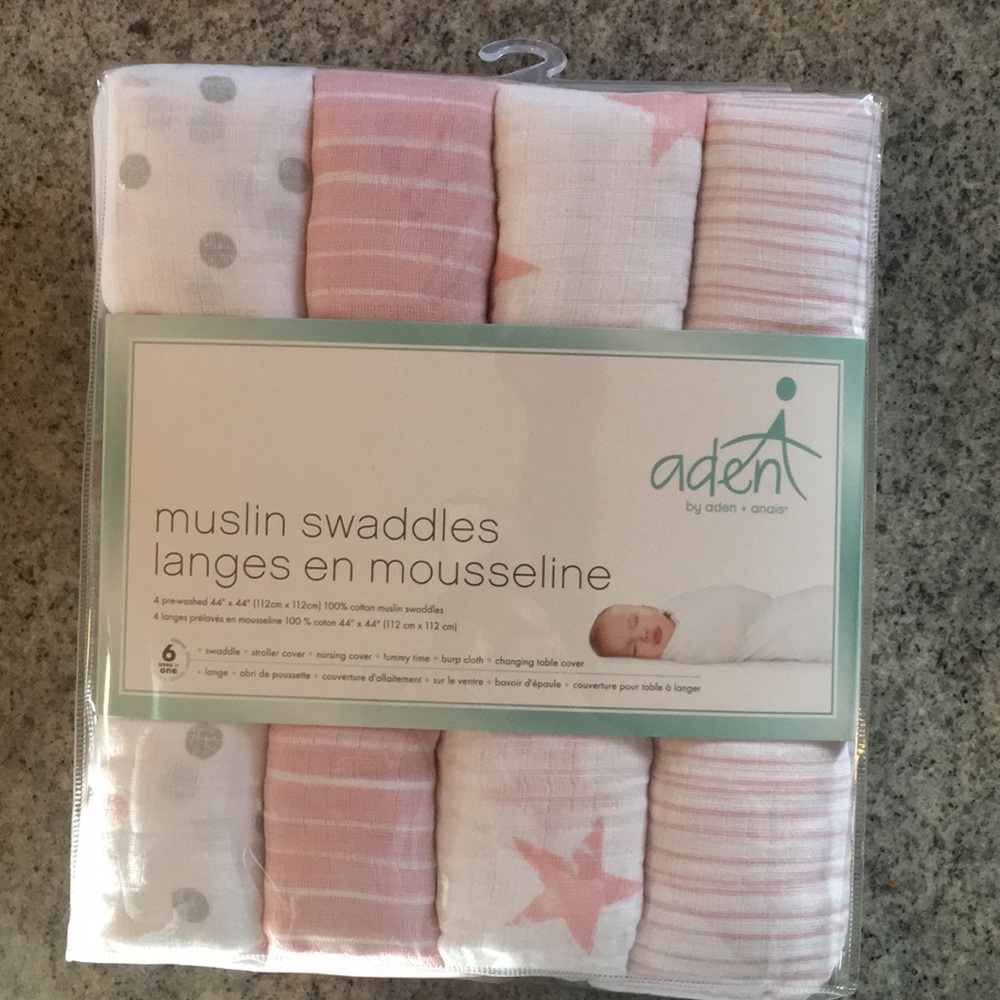 aden
by aden + anais®
muslin swaddles
langes en mousseline
4 pre-washed 44" x 44" (112cm x 112cm) 100% cotton muslin swaddles
4 langes prélavés en mousseline 100 % coton 44" x 44" (112 cm x 112 cm)
6
uses in
one
+ swaddle + stroller cover + nursing cover + tummy time + burp cloth + changing table cover
+ lange + abri de poussette + couverture d'allaitement + sur le ventre + bavoir d'épaule + couverture pour table à langer